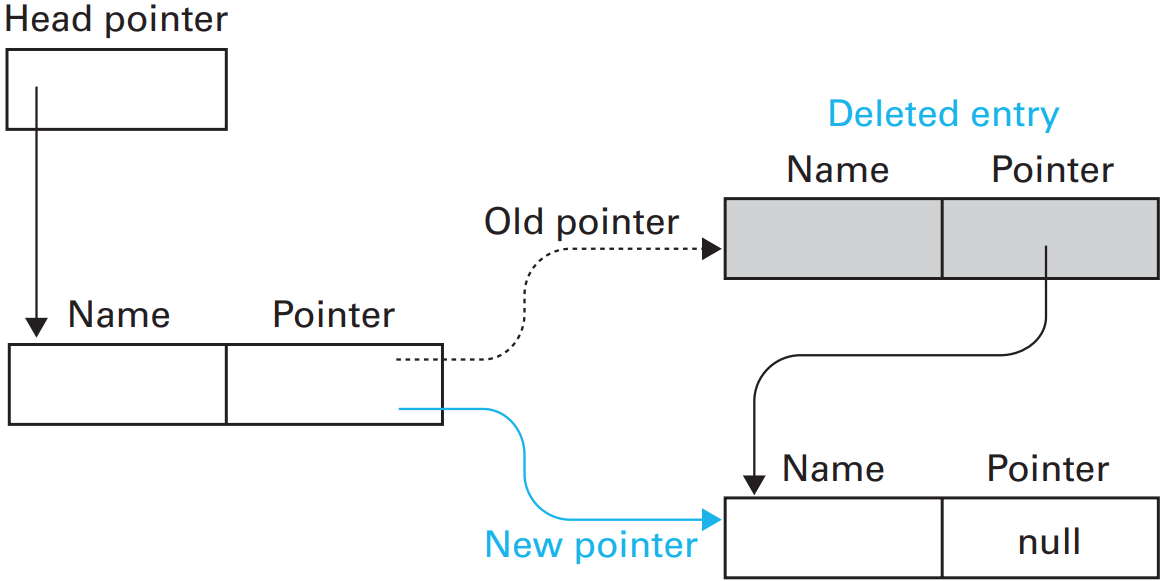 Head pointer
Deleted entry
Name Pointer
Old pointer
Name Pointer
Name Pointer
null
New pointer